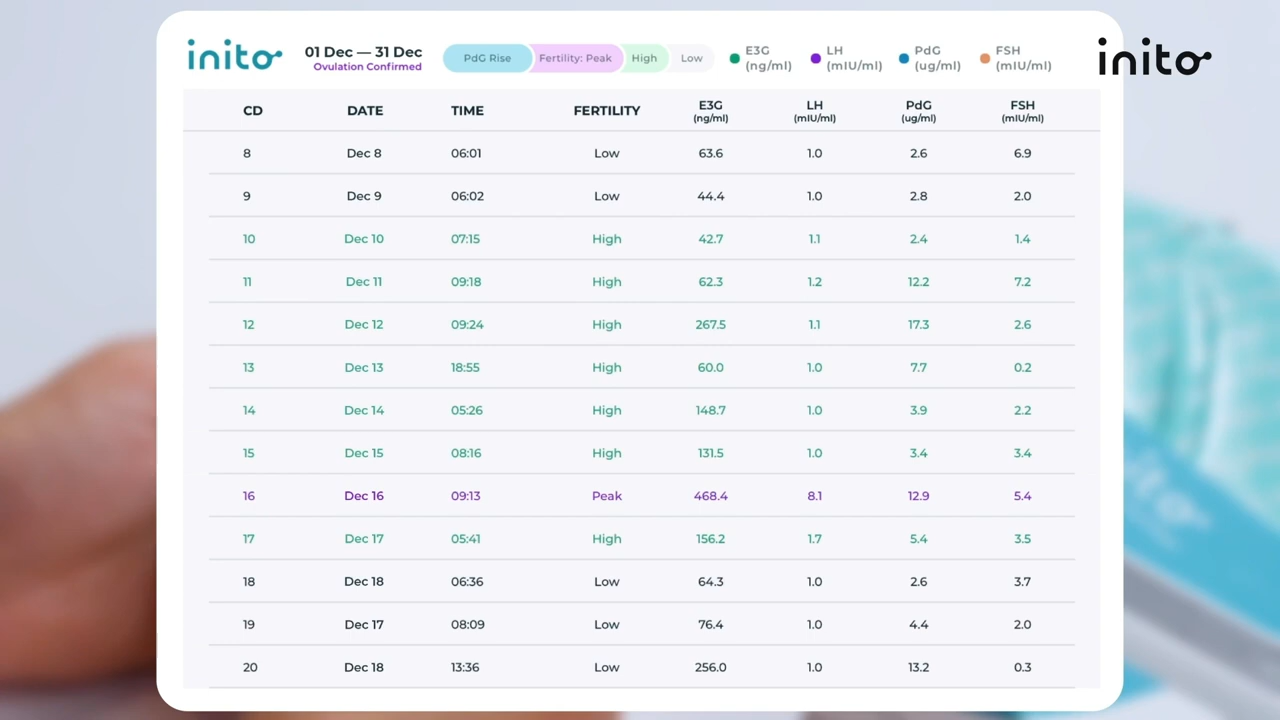 inito
01 Dec — 31 Dec
Ovulation Confirmed
PdG Rise Fertility: Peak High Low
E3G (ng/ml) LH (mIU/ml) PdG (ug/ml) FSH (mIU/ml)
inito
CD DATE TIME FERTILITY E3G (ng/ml) LH (mIU/ml) PdG (ug/ml) FSH (mIU/ml)
8 Dec 8 06:01 Low 63.6 1.0 2.6 6.9
9 Dec 9 06:02 Low 44.4 1.0 2.8 2.0
10 Dec 10 07:15 High 42.7 1.1 2.4 1.4
11 Dec 11 09:18 High 62.3 1.2 12.2 7.2
12 Dec 12 09:24 High 267.5 1.1 17.3 2.6
13 Dec 13 18:55 High 60.0 1.0 7.7 0.2
14 Dec 14 05:26 High 148.7 1.0 3.9 2.2
15 Dec 15 08:16 High 131.5 1.0 3.4 3.4
16 Dec 16 09:13 Peak 468.4 8.1 12.9 5.4
17 Dec 17 05:41 High 156.2 1.7 5.4 3.5
18 Dec 18 06:36 Low 64.3 1.0 2.6 3.7
19 Dec 17 08:09 Low 76.4 1.0 4.4 2.0
20 Dec 18 13:36 Low 256.0 1.0 13.2 0.3
inito